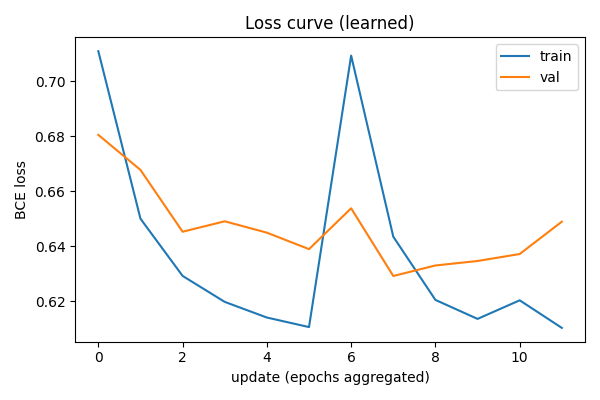 Loss curve (learned)
train
val
0.70
0.68
0.66
0.64
0.62
BCE loss
0 2 4 6 8 10
update (epochs aggregated)